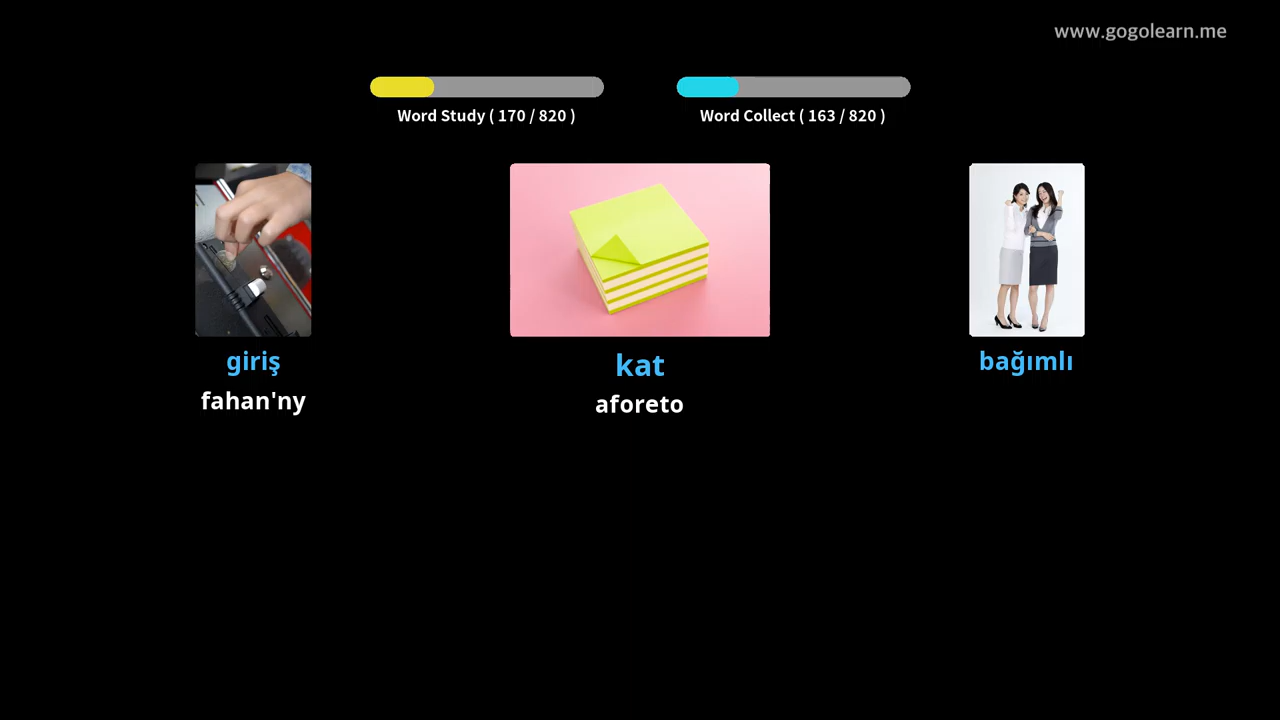 www.gogolearn.me
Word Study ( 170 / 820 )
Word Collect ( 163 / 820 )
giriş
fahan'ny
kat
aforeto
bağımlı